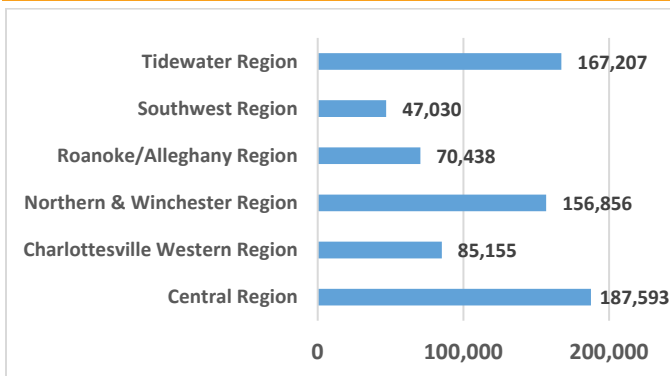 Tidewater Region 167,207
Southwest Region 47,030
Roanoke/Alleghany Region 70,438
Northern & Winchester Region 156,856
Charlottesville Western Region 85,155
Central Region 187,593
0 100,000 200,000